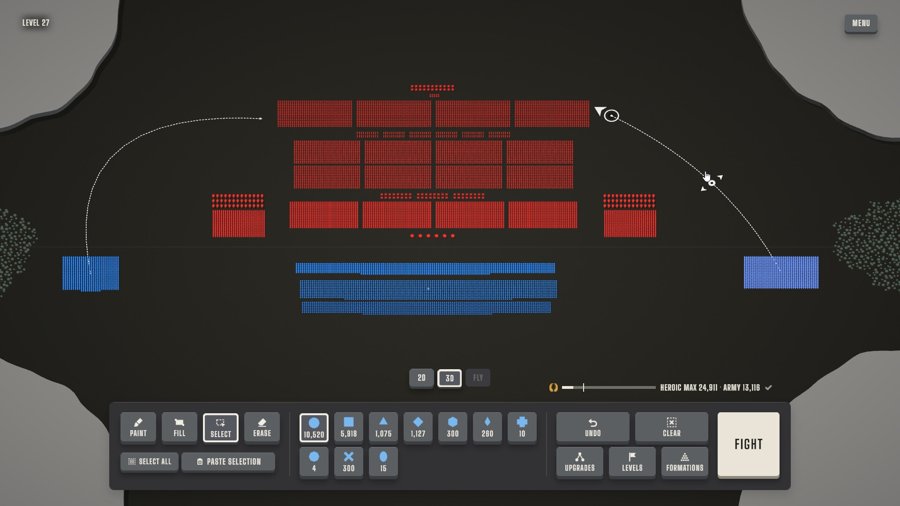 LEVEL 27
MENU
2D
3D
FLY
HEROIC MAX 24,911 · ARMY 13,119
PAINT
FILL
SELECT
ERASE
SELECT ALL
PASTE SELECTION
10,520
5,918
1,075
1,127
300
260
10
4
300
15
UNDO
CLEAR
UPGRADES
LEVELS
FORMATIONS
FIGHT